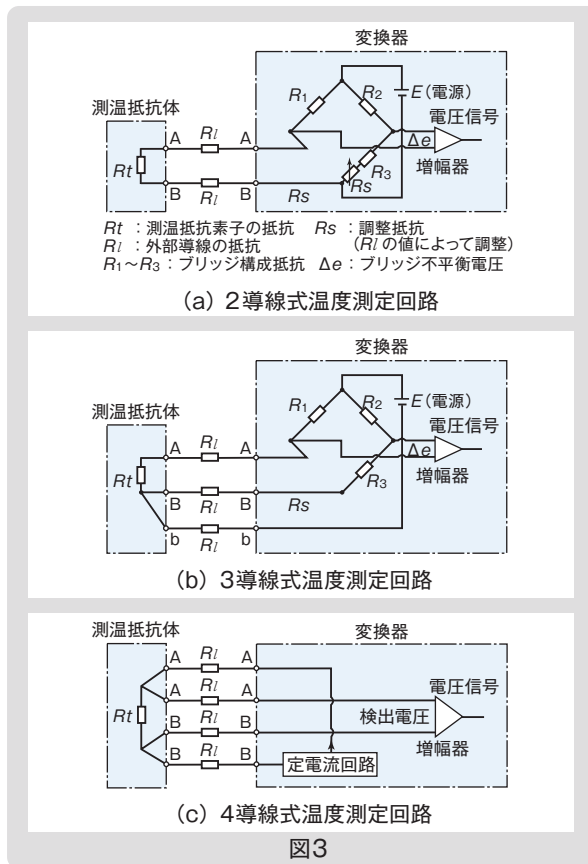 変換器
測温抵抗体
A Rl A
R1 R2 E(電源)
電圧信号
Rt
Δe
R3 増幅器
B Rl B Rs Rs
Rt :測温抵抗素子の抵抗 Rs :調整抵抗
Rl :外部導線の抵抗 (Rlの値によって調整)
R1~R3:ブリッジ構成抵抗 Δe:ブリッジ不平衡電圧
(a) 2導線式温度測定回路
変換器
測温抵抗体
R1 R2 E(電源)
電圧信号
A Rl A
Δe
Rt
R3 増幅器
B Rl B Rs
b Rl b
(b) 3導線式温度測定回路
測温抵抗体 変換器
A Rl A
電圧信号
A Rl A
Rt 検出電圧
B Rl B
増幅器
B Rl B 定電流回路
(c) 4導線式温度測定回路
図3